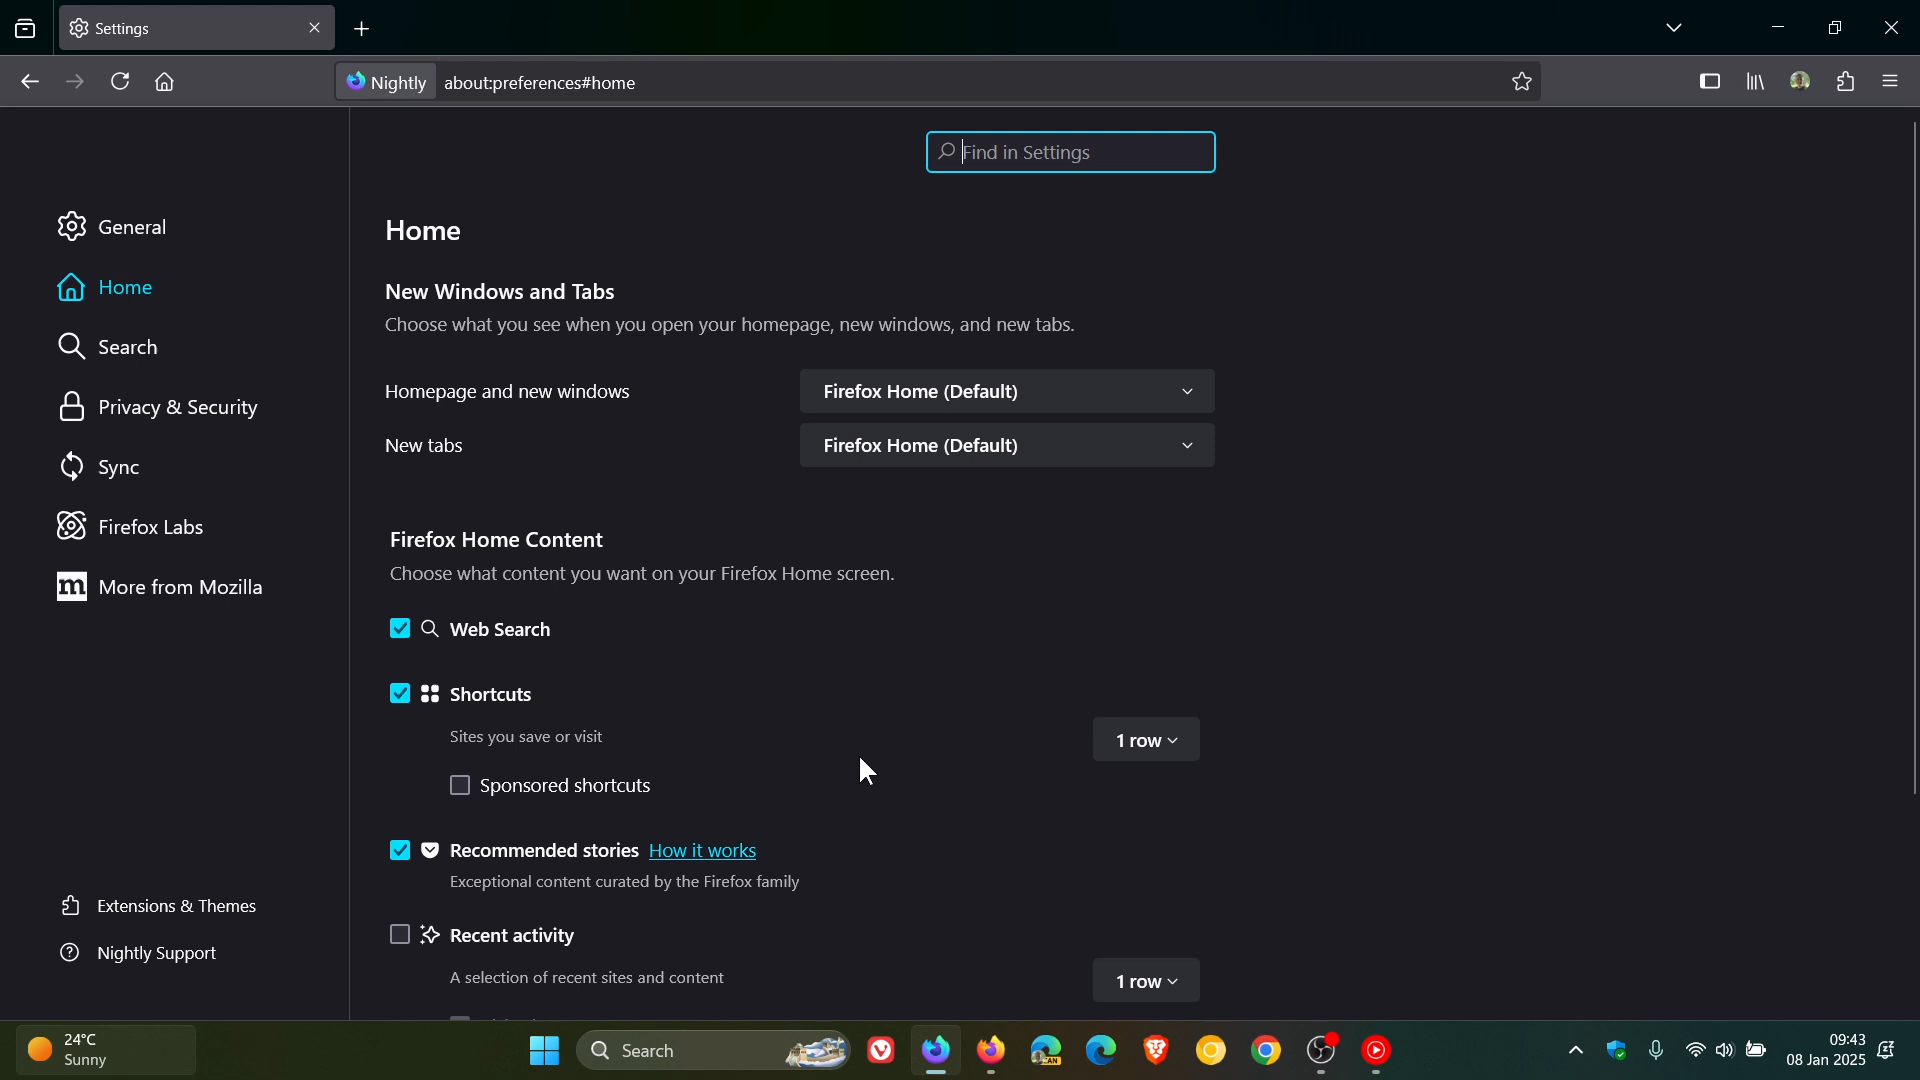 Settings
Nightly about:preferences#home
Find in Settings
General
Home
Search
Privacy & Security
Sync
Firefox Labs
m More from Mozilla
Extensions & Themes
Nightly Support
Home
New Windows and Tabs
Choose what you see when you open your homepage, new windows, and new tabs.
Homepage and new windows Firefox Home (Default)
New tabs Firefox Home (Default)
Firefox Home Content
Choose what content you want on your Firefox Home screen.
Web Search
Shortcuts
Sites you save or visit 1 row
Sponsored shortcuts
Recommended stories How it works
Exceptional content curated by the Firefox family
Recent activity
A selection of recent sites and content 1 row
24°C
Sunny
Search
CAN
09:43
08 Jan 2025